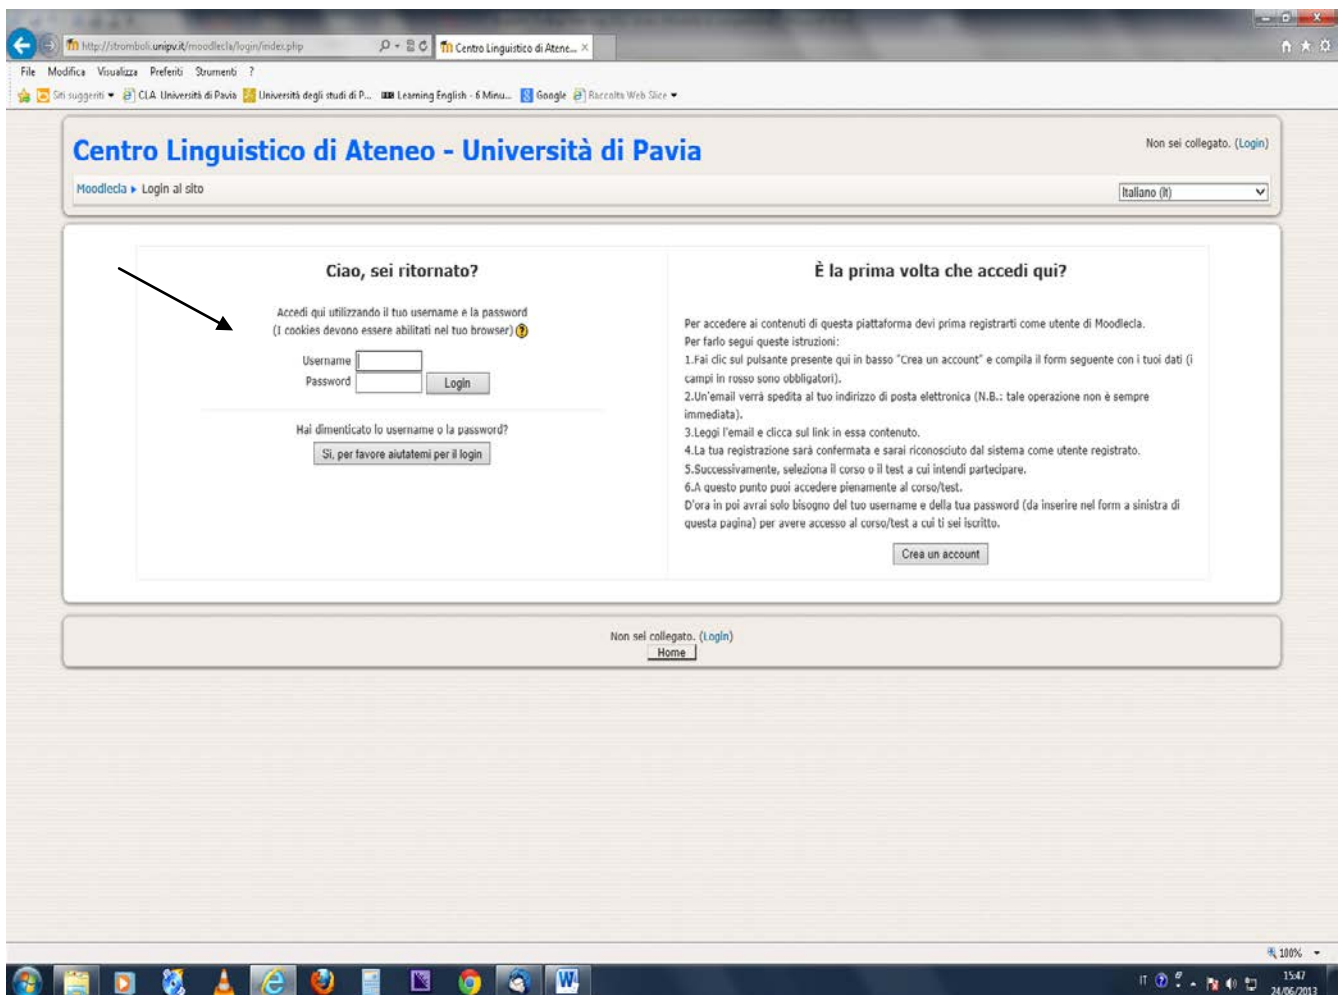 http://stromboli.unipv.it/moodlecla/login/index.php
Centro Linguistico di Atene...
File Modifica Visualizza Preferiti Strumenti ?
Siti suggeriti CLA Università di Pavia Università degli studi di P... Learning English - 6 Minu... Google Raccolta Web Slice
Centro Linguistico di Ateneo - Università di Pavia
Non sei collegato. (Login)
Moodlecla ► Login al sito
Italiano (it)
Ciao, sei ritornato?
Accedi qui utilizzando il tuo username e la password
(I cookies devono essere abilitati nel tuo browser) ?
Username
Password Login
Hai dimenticato lo username o la password?
Si, per favore aiutatemi per il login
È la prima volta che accedi qui?
Per accedere ai contenuti di questa piattaforma devi prima registrarti come utente di Moodlecla.
Per farlo segui queste istruzioni:
1.Fai clic sul pulsante presente qui in basso "Crea un account" e compila il form seguente con i tuoi dati (i
campi in rosso sono obbligatori).
2.Un'email verrà spedita al tuo indirizzo di posta elettronica (N.B.: tale operazione non è sempre
immediata).
3.Leggi l'email e clicca sul link in essa contenuto.
4.La tua registrazione sarà confermata e sarai riconosciuto dal sistema come utente registrato.
5.Successivamente, seleziona il corso o il test a cui intendi partecipare.
6.A questo punto puoi accedere pienamente al corso/test.
D'ora in poi avrai solo bisogno del tuo username e della tua password (da inserire nel form a sinistra di
questa pagina) per avere accesso al corso/test a cui ti sei iscritto.
Crea un account
Non sei collegato. (Login)
Home
100%
IT
15:47
24/06/2013